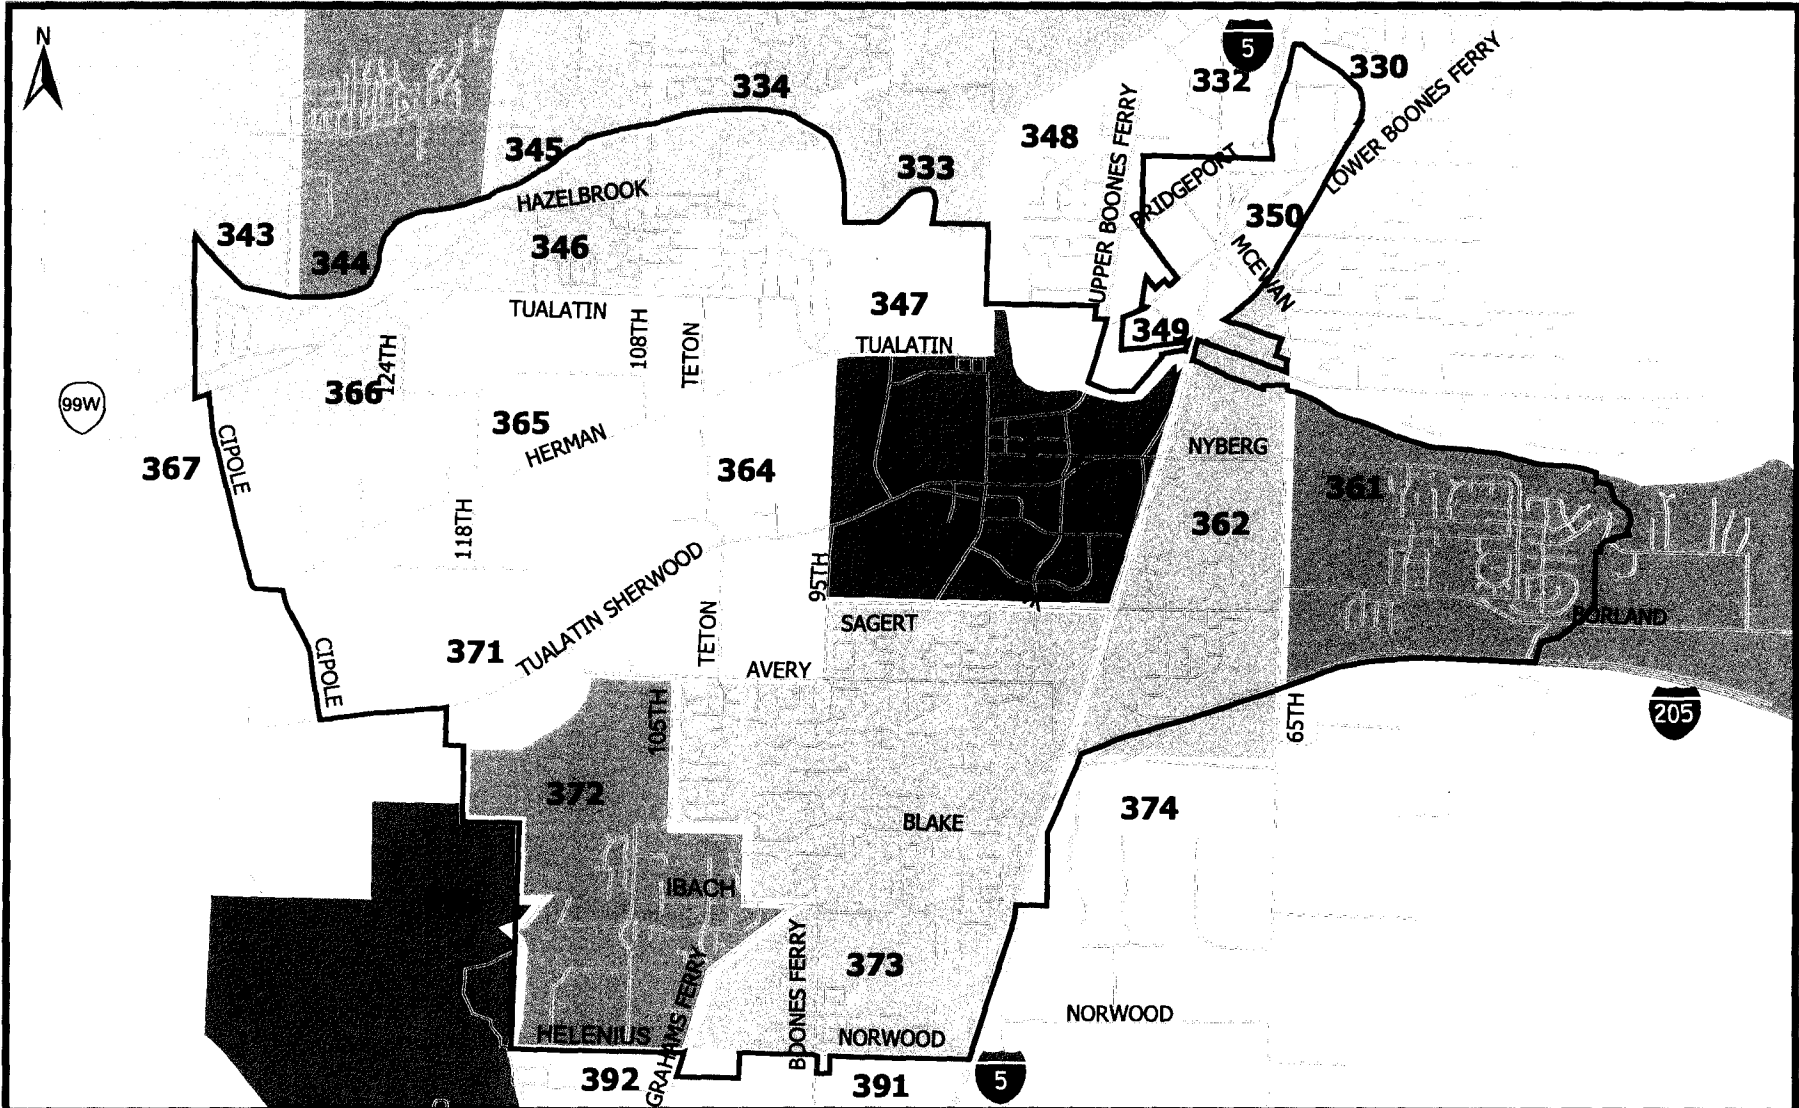 N
5
334
332
330
LOWER BOONES FERRY
345
348
UPPER BOONES FERRY
333
BRIDGEPORT
HAZELBROOK
350
343
344
346
MCEWAN
TUALATIN
347
349
108TH
TETON
TUALATIN
124TH
366
99W
365
HERMAN
NYBERG
CIPOLE
367
364
361
362
118TH
TUALATIN SHERWOOD
95TH
BORLAND
SAGERT
371
TETON
AVERY
CIPOLE
105TH
65TH
205
372
374
BLAKE
IBACH
BOONES FERRY
373
GRAHAMS FERRY
NORWOOD
HELENIUS
NORWOOD
392
391
5